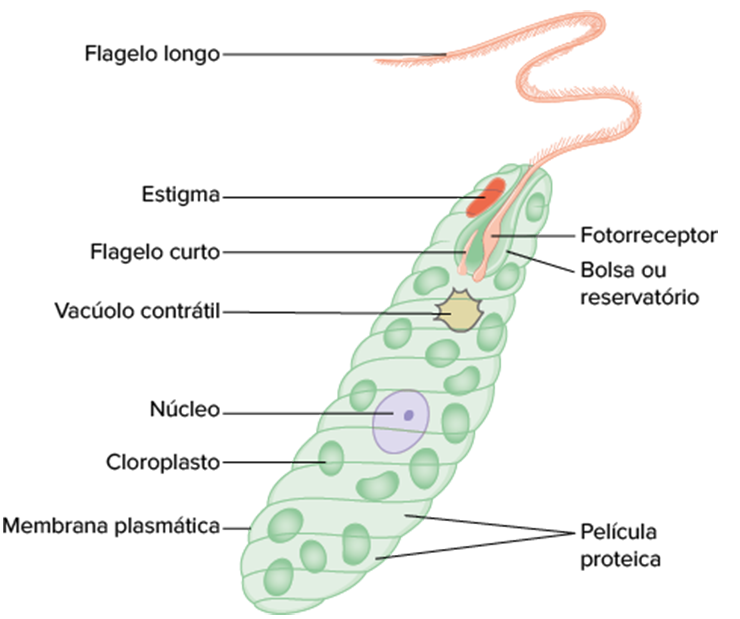 Flagelo longo
Estigma
Flagelo curto
Vacúolo contrátil
Núcleo
Cloroplasto
Membrana plasmática
Fotorreceptor
Bolsa ou
reservatório
Película
proteica